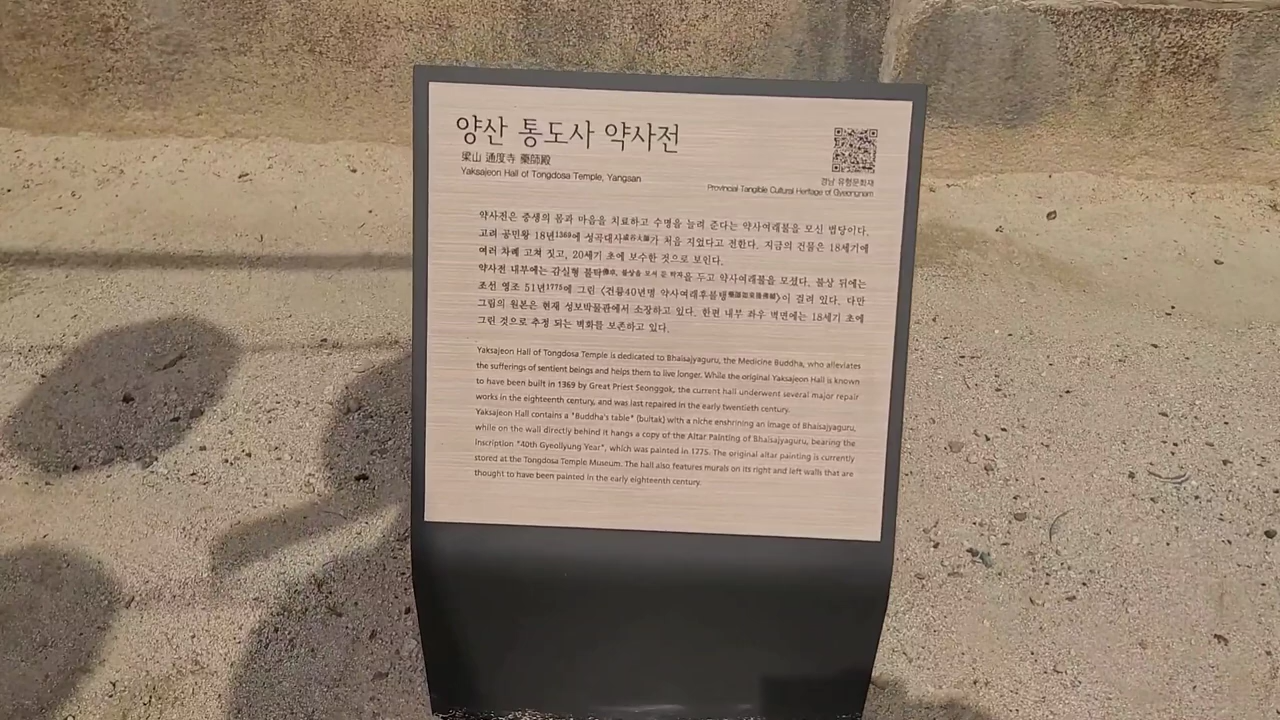 양산 통도사 약사전
梁山 通度寺 藥師殿
Yaksajeon Hall of Tongdosa Temple, Yangsan
경남 유형문화재
Provincial Tangible Cultural Heritage of Gyeongnam
약사전은 중생의 몸과 마음을 치료하고 수명을 늘려 준다는 약사여래불을 모신 법당이다.
고려 공민왕 18년1369에 성곡대사가 처음 지었다고 전한다. 지금의 건물은 18세기에
여러 차례 고쳐 짓고, 20세기 초에 보수한 것으로 보인다.
약사전 내부에는 감실형 불탁불상을 모셔 둔 탁자을 두고 약사여래불을 모셨다. 불상 뒤에는
조선 영조 51년1775에 그린 〈건륭40년명 약사여래후불탱〉이 걸려 있다. 다만
그림의 원본은 현재 성보박물관에서 소장하고 있다. 한편 내부 좌우 벽면에는 18세기 초에
그린 것으로 추정 되는 벽화를 보존하고 있다.
Yaksajeon Hall of Tongdosa Temple is dedicated to Bhaisajyaguru, the Medicine Buddha, who alleviates
the sufferings of sentient beings and helps them to live longer. While the original Yaksajeon Hall is known
to have been built in 1369 by Great Priest Seonggok, the current hall underwent several major repair
works in the eighteenth century, and was last repaired in the early twentieth century.
Yaksajeon Hall contains a "Buddha's table" (bultak) with a niche enshrining an image of Bhaisajyaguru,
while on the wall directly behind it hangs a copy of the Altar Painting of Bhaisajyaguru, bearing the
inscription "40th Gyeollyung Year", which was painted in 1775. The original altar painting is currently
stored at the Tongdosa Temple Museum. The hall also features murals on its right and left walls that are
thought to have been painted in the early eighteenth century.